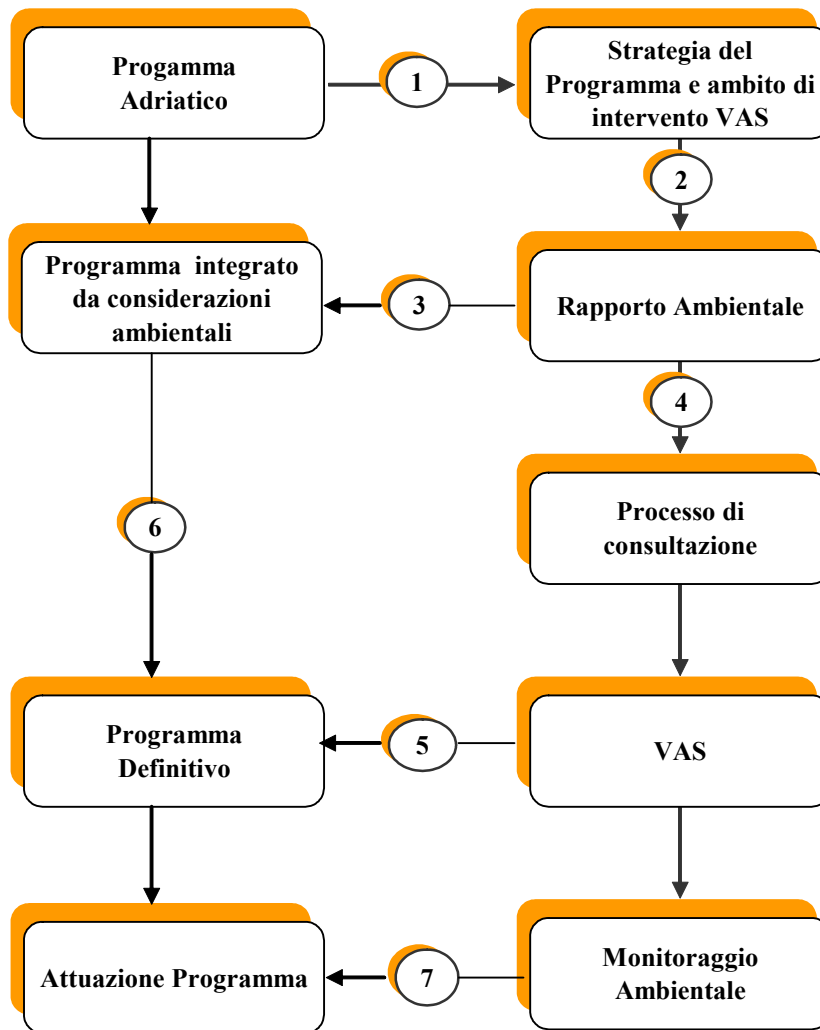 Progamma
Adriatico
1
Strategia del
Programma e ambito di
intervento VAS
2
Programma integrato
da considerazioni
ambientali
3
Rapporto Ambientale
4
Processo di
consultazione
6
Programma
Definitivo
5
VAS
Attuazione Programma
7
Monitoraggio
Ambientale